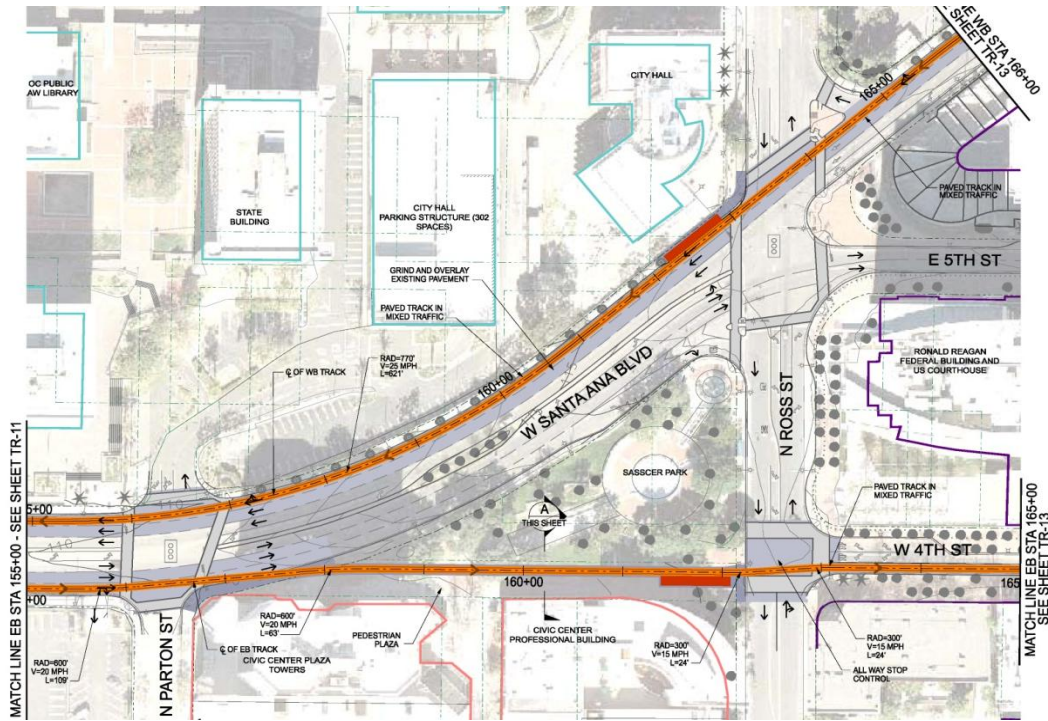 MATCH LINE WB STA 166+00
SEE SHEET TR-13
OC PUBLIC
LAW LIBRARY
CITY HALL
165+00
STATE
BUILDING
CITY HALL
PARKING STRUCTURE (302
SPACES)
PAVED TRACK IN
MIXED TRAFFIC
E 5TH ST
GRIND AND OVERLAY
EXISTING PAVEMENT
PAVED TRACK IN
MIXED TRAFFIC
RAD=770'
V=25 MPH
L=621'
℄ OF WB TRACK
160+00
W SANTA ANA BLVD
N ROSS ST
RONALD REAGAN
FEDERAL BUILDING AND
US COURTHOUSE
SASSCER PARK
A
THIS SHEET
PAVED TRACK IN
MIXED TRAFFIC
MATCH LINE EB STA 155+00 - SEE SHEET TR-11
5+00
110
W 4TH ST
160+00
165
+00
MATCH LINE EB STA 165+00
SEE SHEET TR-13
RAD=600'
V=20 MPH
L=109'
N PARTON ST
℄ OF EB TRACK
CIVIC CENTER PLAZA
TOWERS
RAD=600'
V=20 MPH
L=63'
PEDESTRIAN
PLAZA
CIVIC CENTER
PROFESSIONAL BUILDING
RAD=300'
V=15 MPH
L=24'
RAD=300'
V=15 MPH
L=24'
ALL WAY STOP
CONTROL